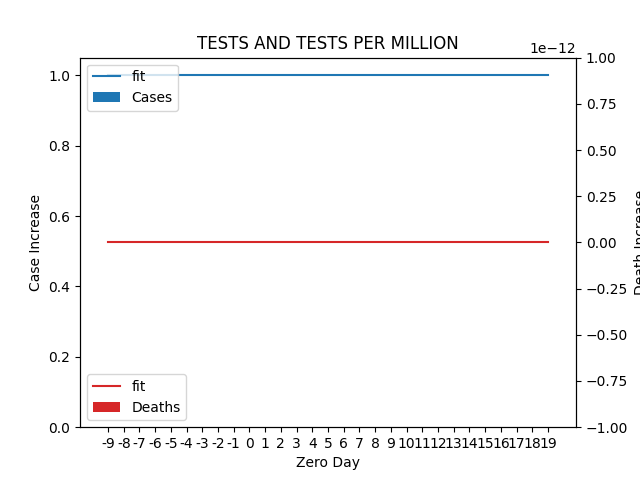 TESTS AND TESTS PER MILLION
1e−12
fit
Cases
fit
Deaths
1.0
0.8
0.6
0.4
0.2
0.0
Case Increase
1.00
0.75
0.50
0.25
0.00
−0.25
−0.50
−0.75
−1.00
Death Increase
-9 -8 -7 -6 -5 -4 -3 -2 -1 0 1 2 3 4 5 6 7 8 9 10 11 12 13 14 15 16 17 18 19
Zero Day